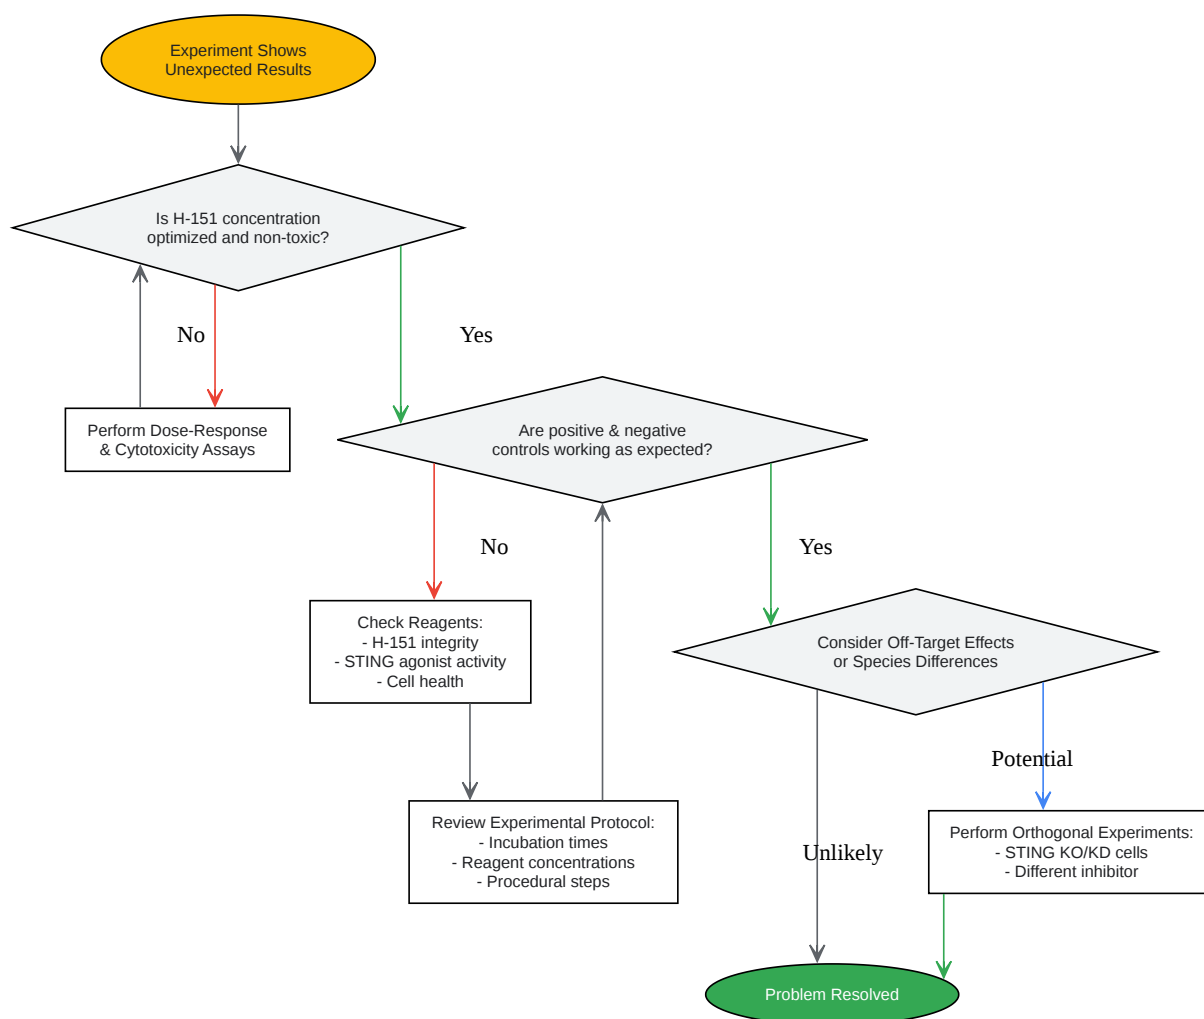 Experiment Shows
Unexpected Results
Is H-151 concentration
optimized and non-toxic?
No
Yes
Perform Dose-Response
& Cytotoxicity Assays
Are positive & negative
controls working as expected?
No
Yes
Check Reagents:
- H-151 integrity
- STING agonist activity
- Cell health
Consider Off-Target Effects
or Species Differences
Potential
Unlikely
Review Experimental Protocol:
- Incubation times
- Reagent concentrations
- Procedural steps
Perform Orthogonal Experiments:
- STING KO/KD cells
- Different inhibitor
Problem Resolved